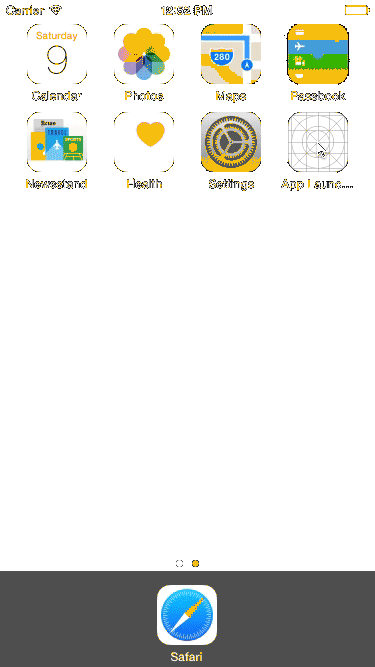 Carrier 12:52 PM
Saturday
9
280
Calendar Photos Maps Passbook
TRAVEL
SPORTS
Newsstand Health Settings App Launc...
Safari